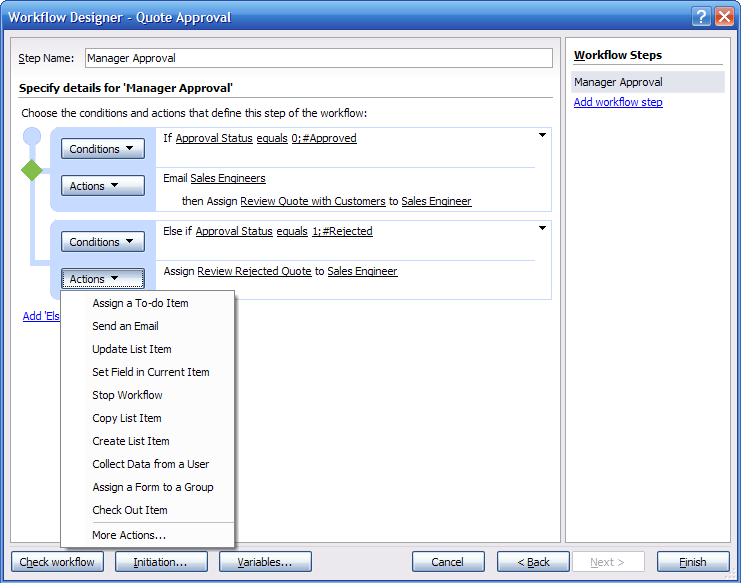 Workflow Designer - Quote Approval
Step Name:
Manager Approval
Specify details for 'Manager Approval'
Choose the conditions and actions that define this step of the workflow:
Conditions
If Approval Status equals 0;#Approved
Actions
Email Sales Engineers
then Assign Review Quote with Customers to Sales Engineer
Conditions
Else if Approval Status equals 1;#Rejected
Actions
Assign Review Rejected Quote to Sales Engineer
Add 'Els
Assign a To-do Item
Send an Email
Update List Item
Set Field in Current Item
Stop Workflow
Copy List Item
Create List Item
Collect Data from a User
Assign a Form to a Group
Check Out Item
More Actions...
Workflow Steps
Manager Approval
Add workflow step
Check workflow
Initiation...
Variables...
Cancel
< Back
Next >
Finish